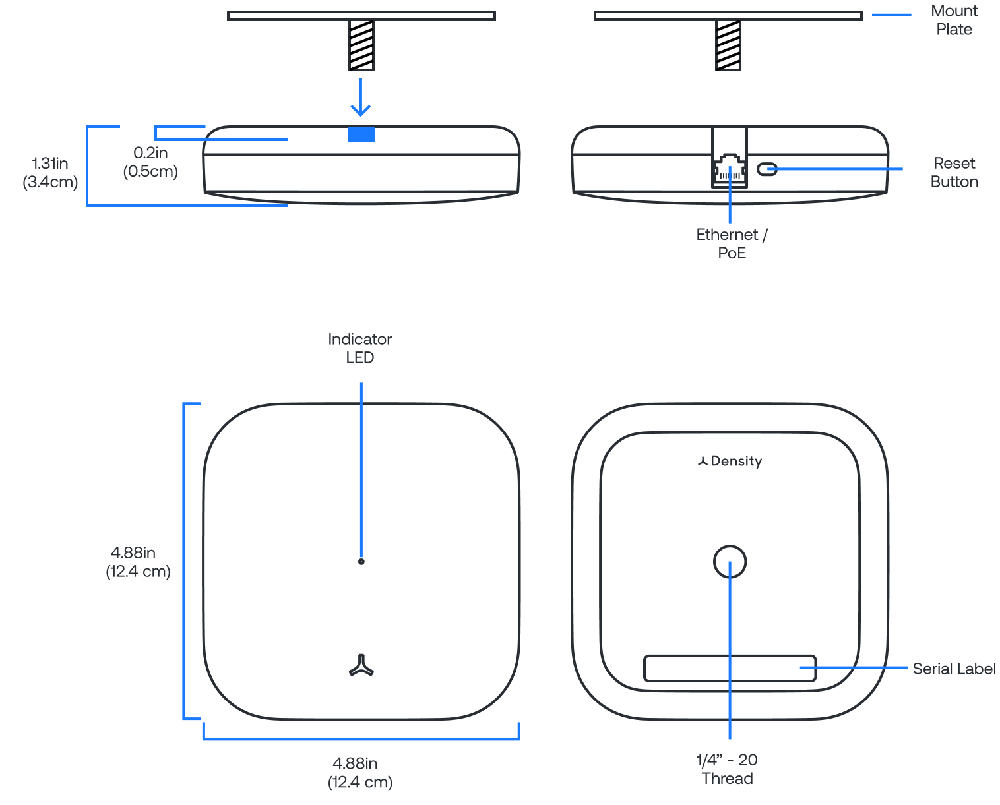 Mount
Plate
1.31in
(3.4cm)
0.2in
(0.5cm)
Reset
Button
Ethernet /
PoE
Indicator
LED
Density
4.88in
(12.4 cm)
Serial Label
4.88in
(12.4 cm)
1/4” - 20
Thread